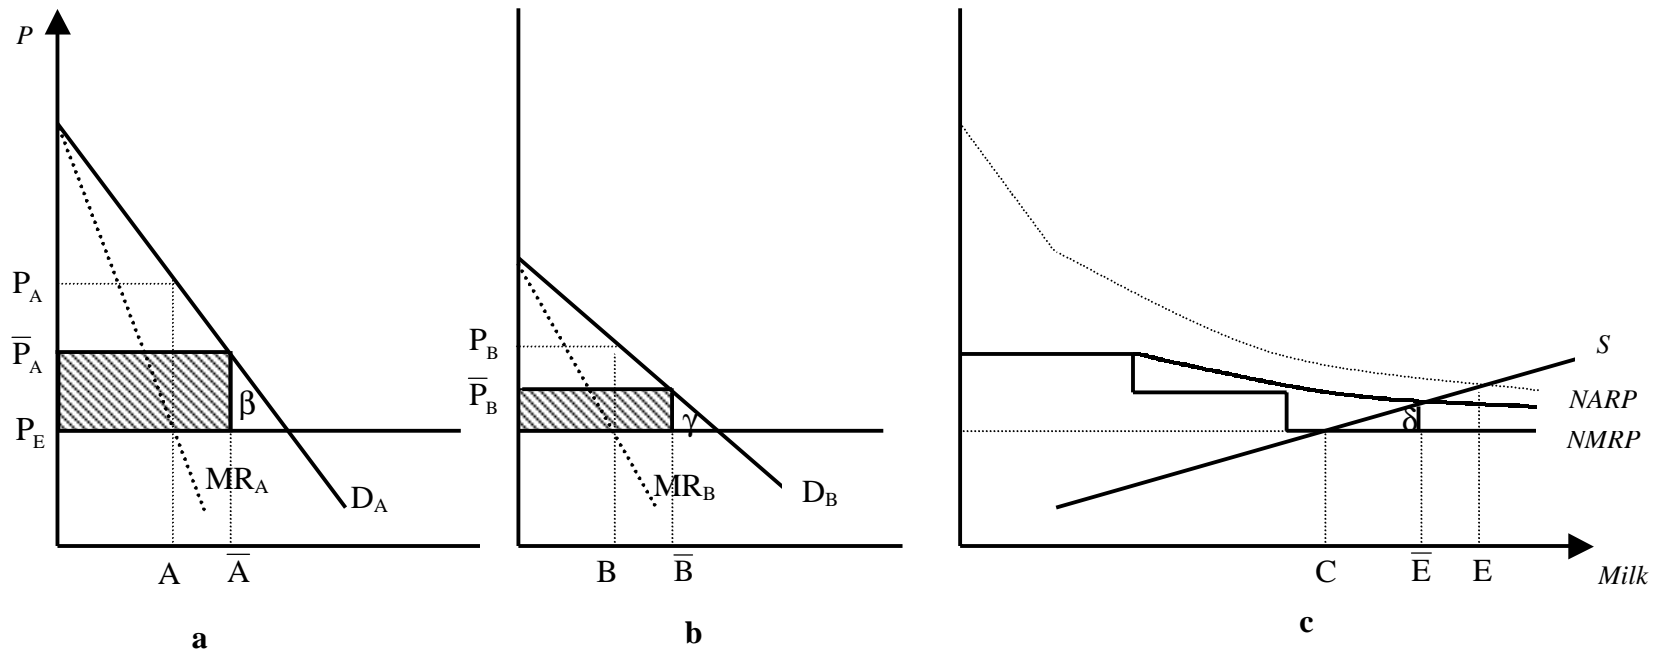 P
P_A
P̅_A
P_E
β
MR_A
D_A
A
A̅
a
P_B
P̅_B
γ
MR_B
D_B
B
B̅
b
S
NARP
NMRP
δ
C
E̅
E
Milk
c